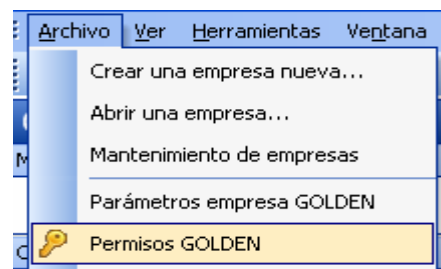 Archivo Ver Herramientas Ventana
Crear una empresa nueva...
Abrir una empresa...
Mantenimiento de empresas
Parámetros empresa GOLDEN
Permisos GOLDEN